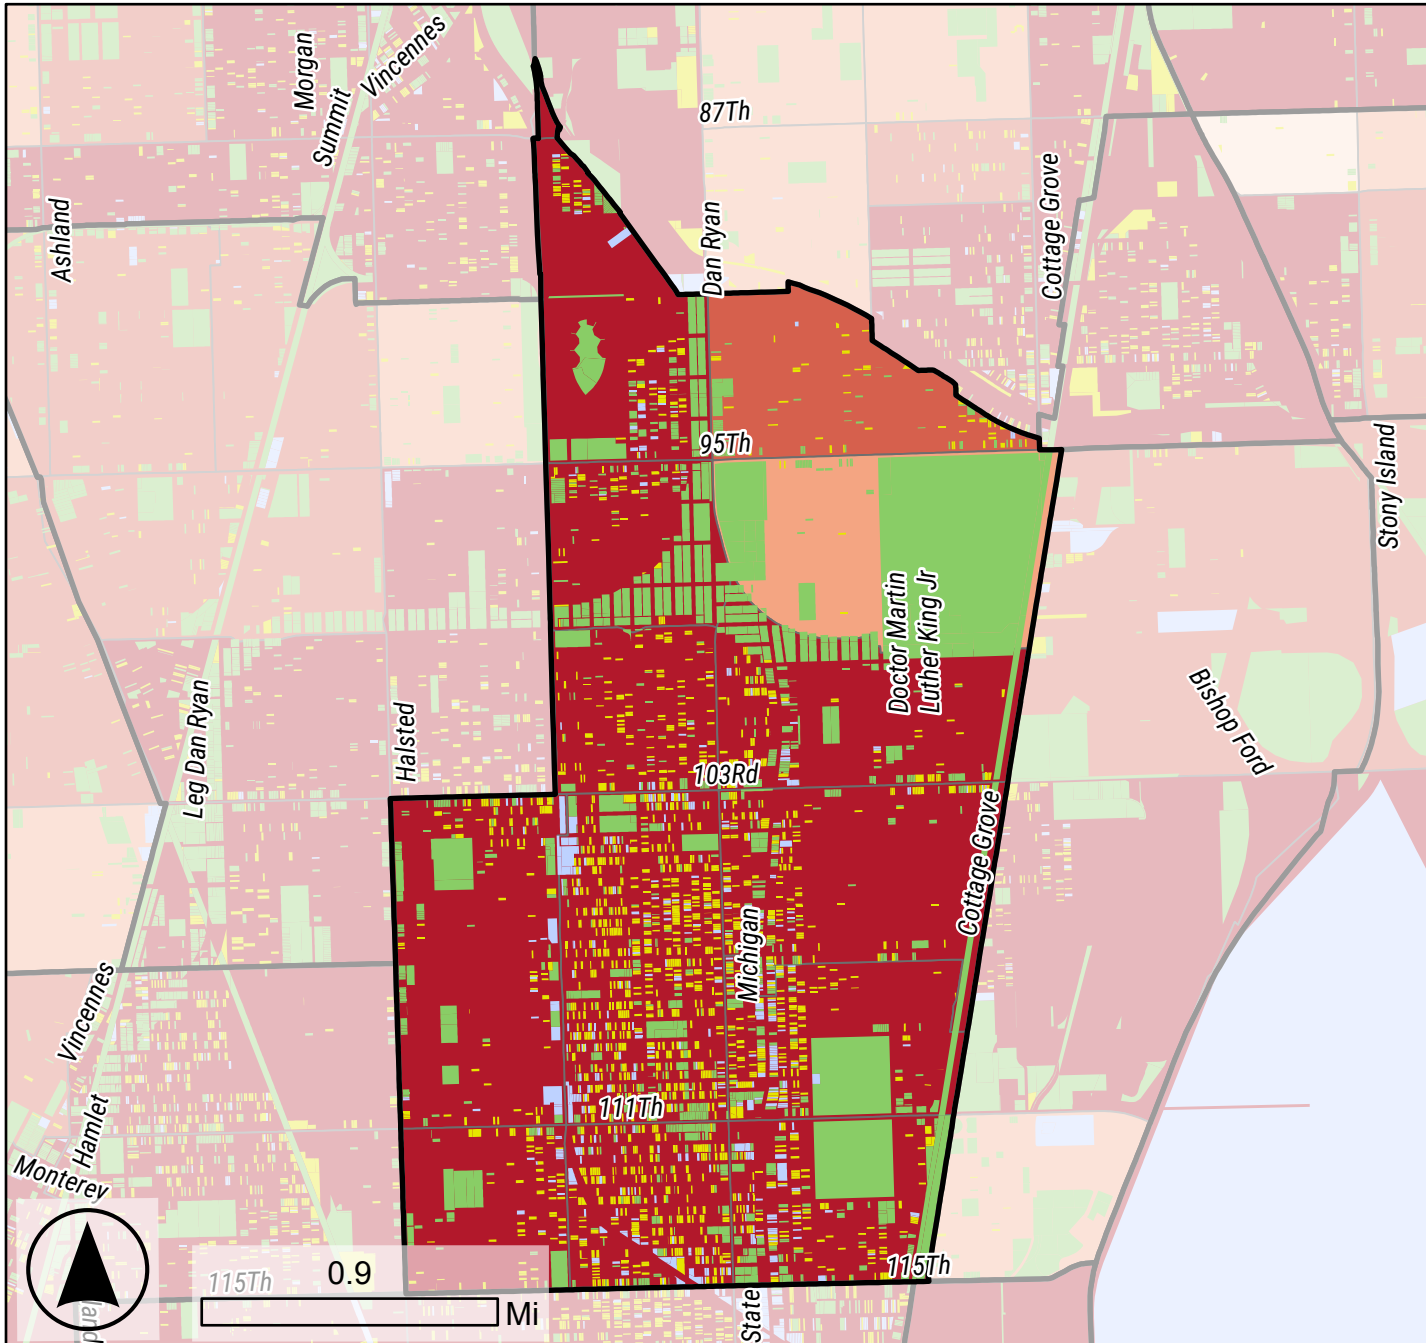 Morgan
Summit
Vincennes
87Th
Ashland
Dan Ryan
Cottage Grove
95Th
Stony Island
Doctor Martin
Luther King Jr
Leg Dan Ryan
Halsted
Bishop Ford
103Rd
Cottage Grove
Michigan
Vincennes
Hamlet
111Th
Monterey
115Th
115Th
0.9
Mi
State